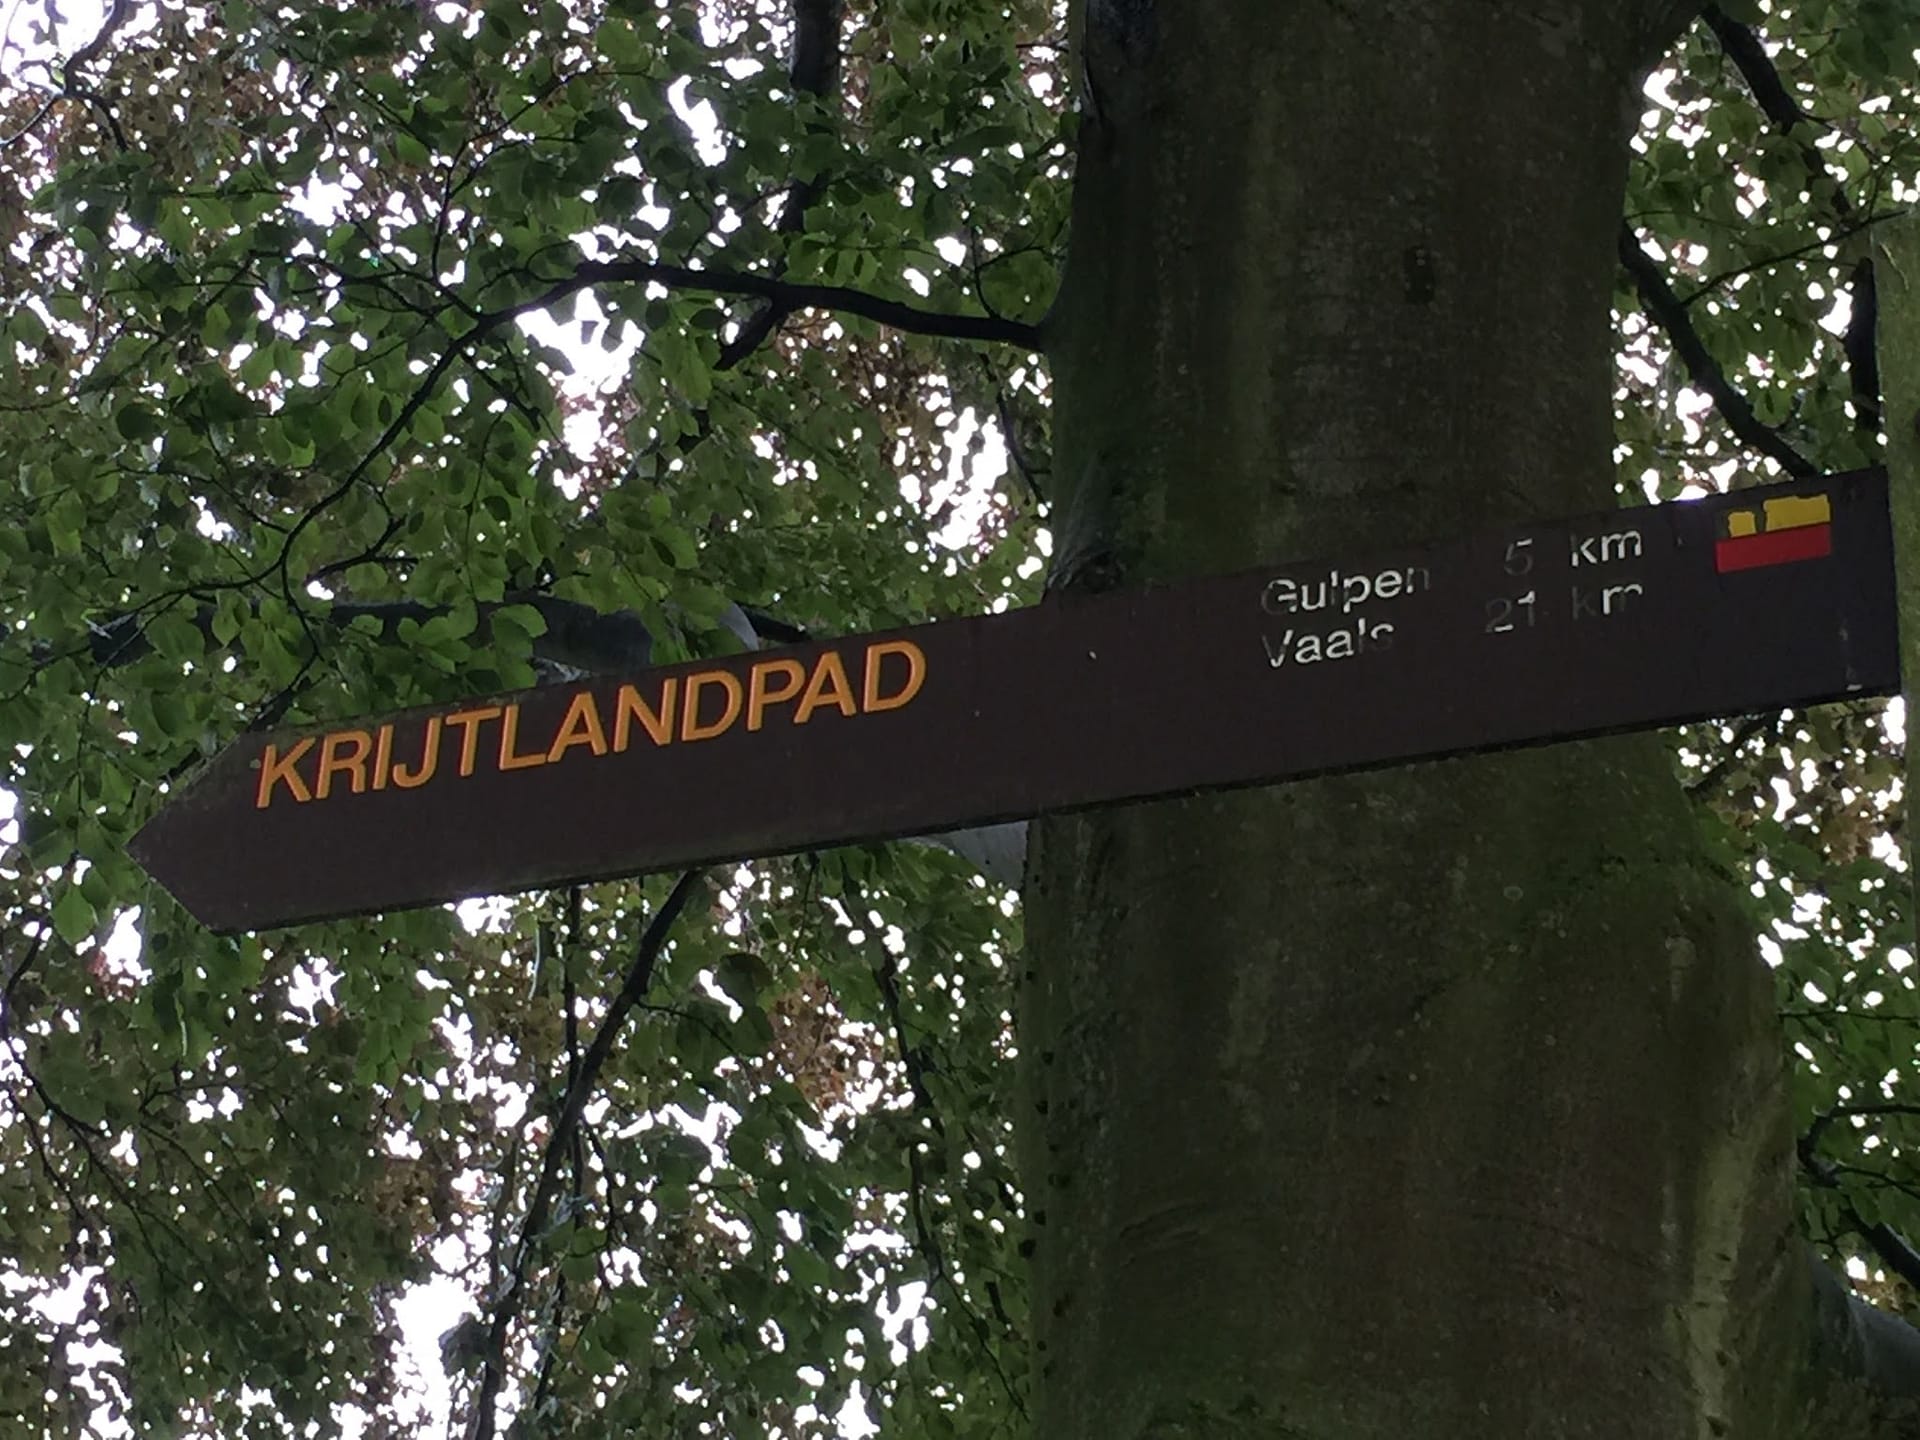 KRIJTLANDPAD
Gulpen 5 km
Vaals 21 km